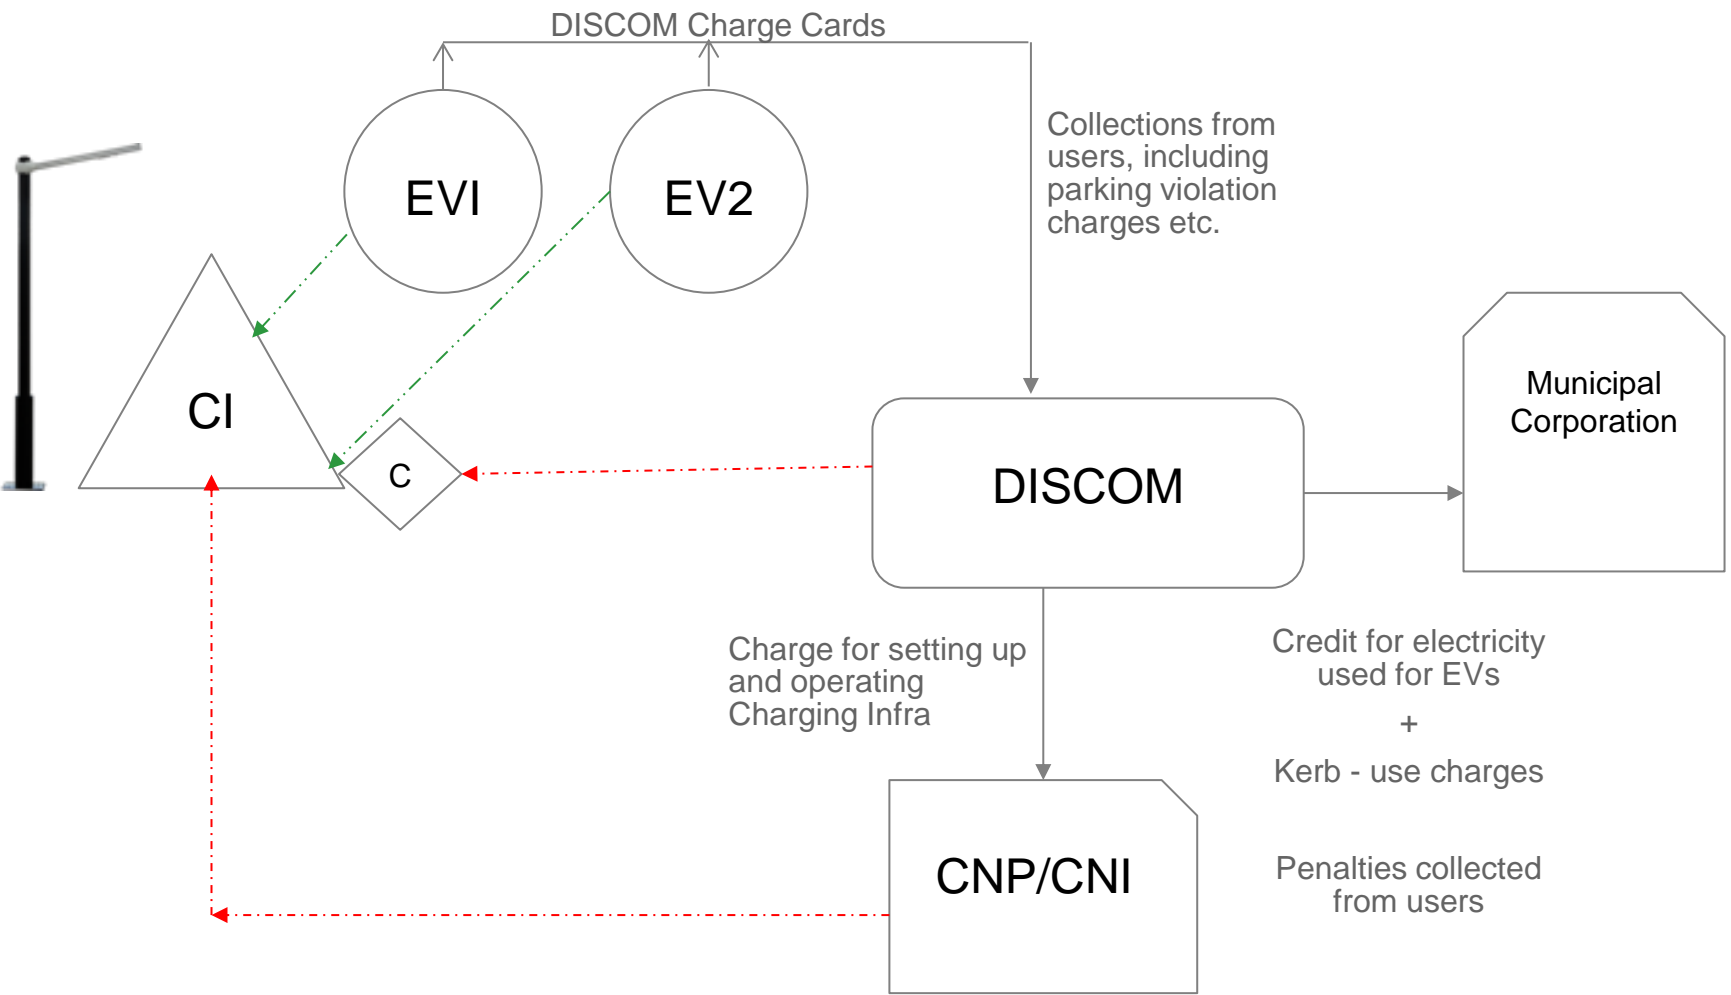 DISCOM Charge Cards
Collections from
users, including
parking violation
charges etc.
EVI
EV2
CI
C
DISCOM
Municipal
Corporation
Charge for setting up
and operating
Charging Infra
Credit for electricity
used for EVs
+
Kerb - use charges
Penalties collected
from users
CNP/CNI